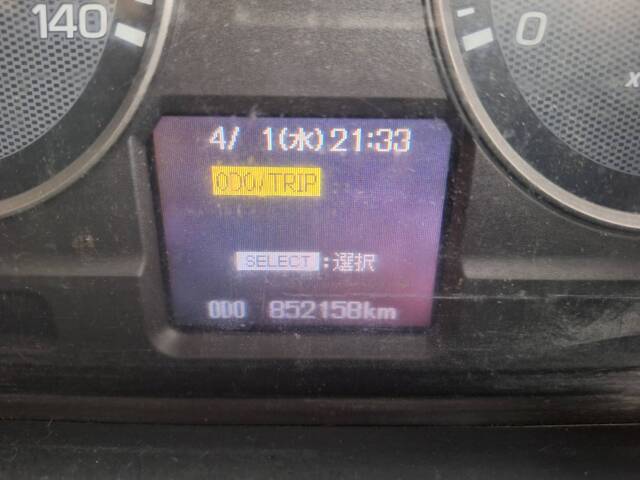 140
0
x
4/ 1(水)21:33
ODO/TRIP
SELECT:選択
ODO 852158km